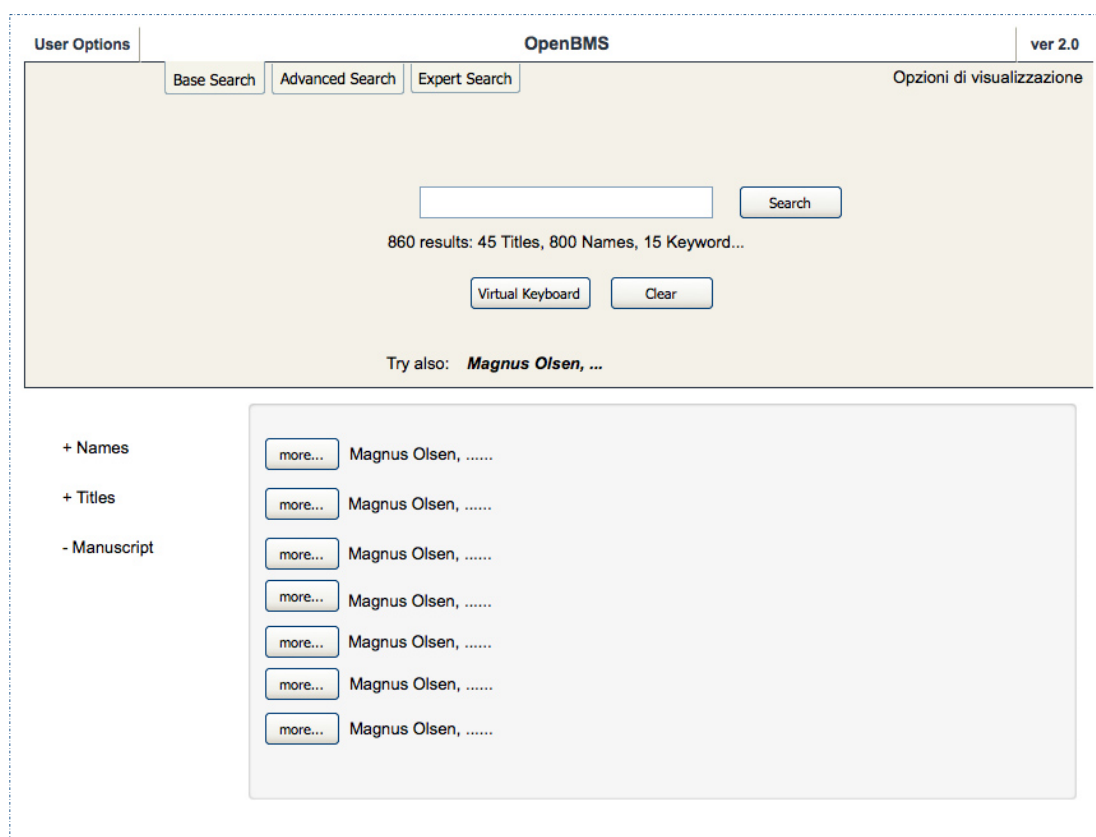 User Options OpenBMS ver 2.0
Base Search Advanced Search Expert Search Opzioni di visualizzazione
Search
860 results: 45 Titles, 800 Names, 15 Keyword...
Virtual Keyboard Clear
Try also: Magnus Olsen, ...
+ Names
+ Titles
- Manuscript
more... Magnus Olsen, ......
more... Magnus Olsen, ......
more... Magnus Olsen, ......
more... Magnus Olsen, ......
more... Magnus Olsen, ......
more... Magnus Olsen, ......
more... Magnus Olsen, ......